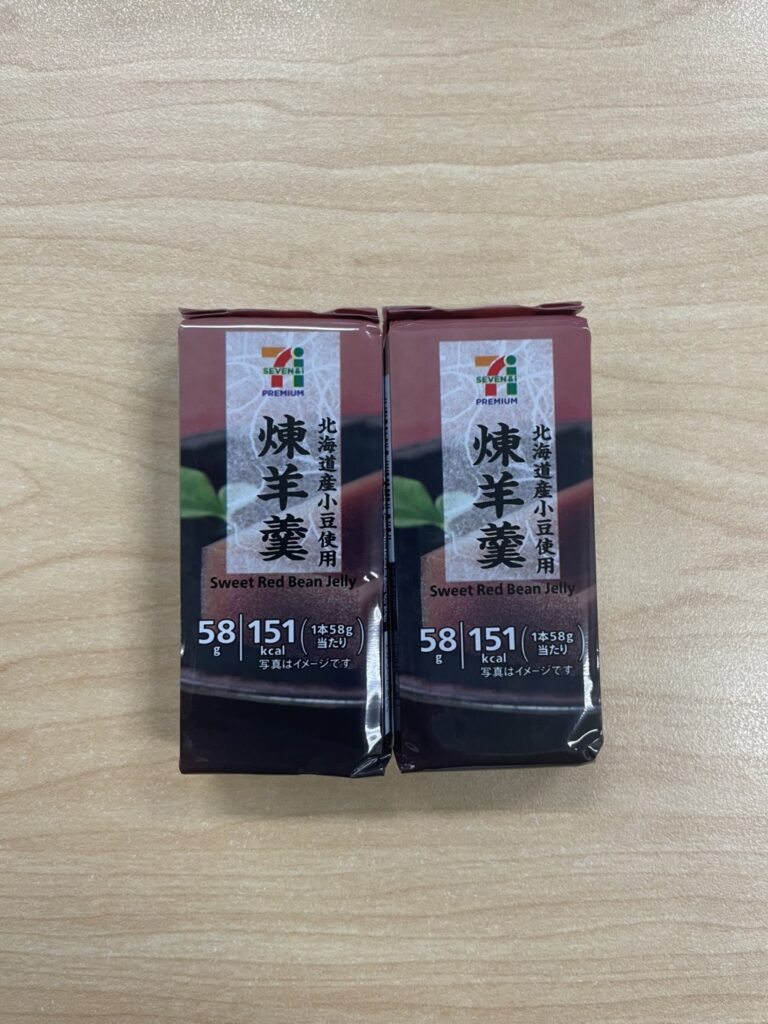 SEVEN&i
PREMIUM
北海道産小豆使用
煉羊羹
Sweet Red Bean Jelly
58g 151kcal (1本58g当たり)
写真はイメージです
SEVEN&i
PREMIUM
北海道産小豆使用
煉羊羹
Sweet Red Bean Jelly
58g 151kcal (1本58g当たり)
写真はイメージです